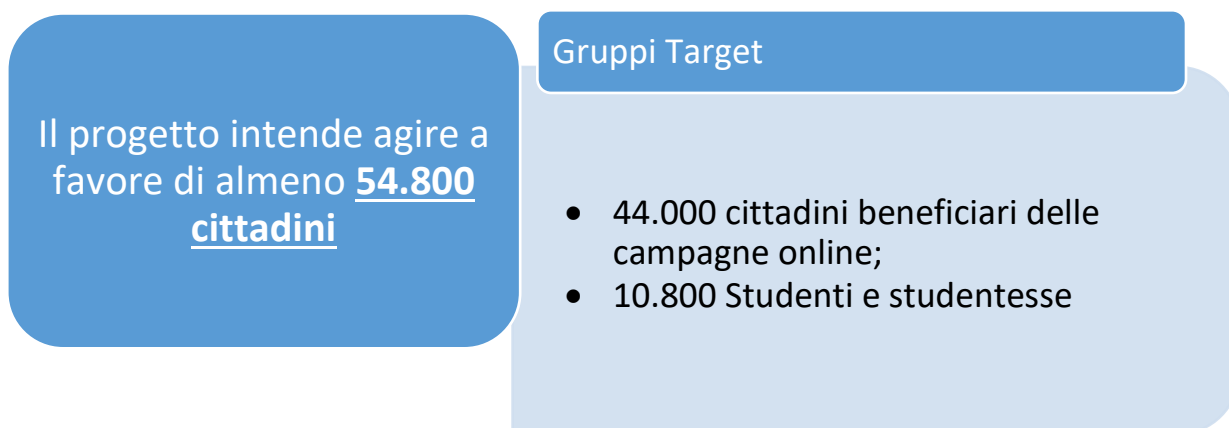 Il progetto intende agire a
favore di almeno 54.800
cittadini
Gruppi Target
• 44.000 cittadini beneficiari delle
campagne online;
• 10.800 Studenti e studentesse